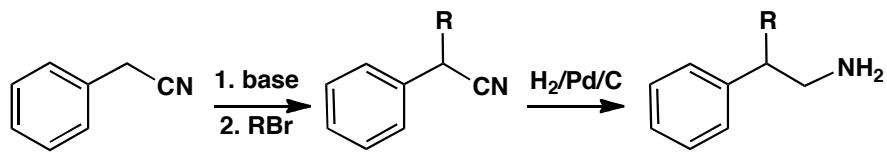 R
R
CN
1. base
2. RBr
CN
H₂/Pd/C
NH₂